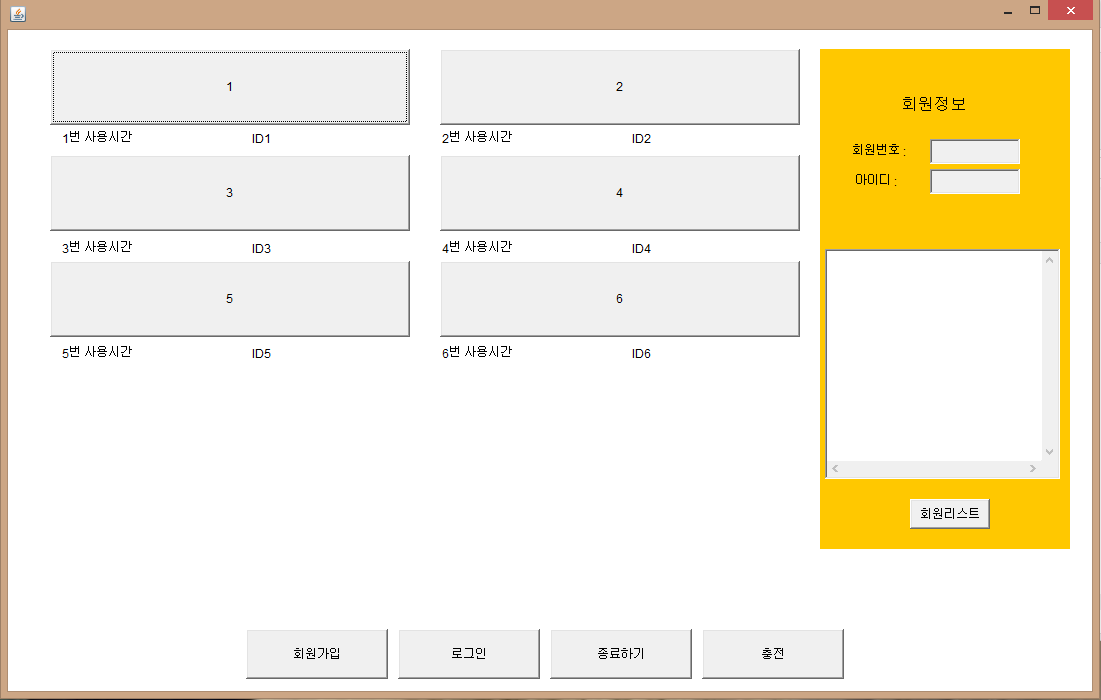 1
2
1번 사용시간 ID1
2번 사용시간 ID2
3
4
3번 사용시간 ID3
4번 사용시간 ID4
5
6
5번 사용시간 ID5
6번 사용시간 ID6
회원정보
회원번호 :
아이디 :
회원리스트
회원가입
로그인
종료하기
충전